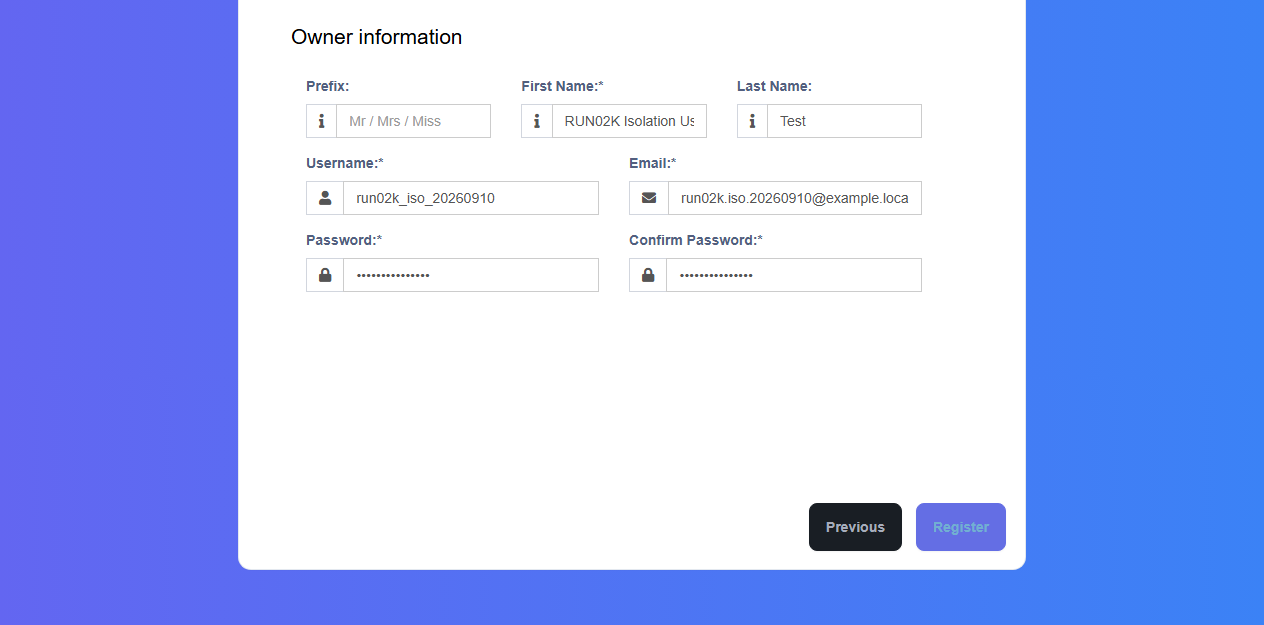 Owner information
Prefix: First Name:* Last Name:
Mr / Mrs / Miss RUN02K Isolation Us Test
Username:* Email:*
run02k_iso_20260910 run02k.iso.20260910@example.loca
Password:* Confirm Password:*
••••••••••••••• •••••••••••••••
Previous Register